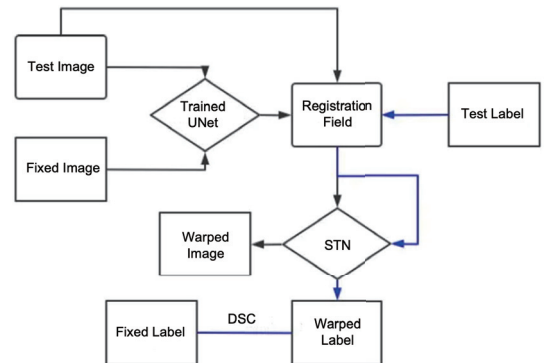 Test Image
Trained
UNet
Registration
Field
Test Label
Fixed Image
Warped
Image
STN
Fixed Label
DSC
Warped
Label